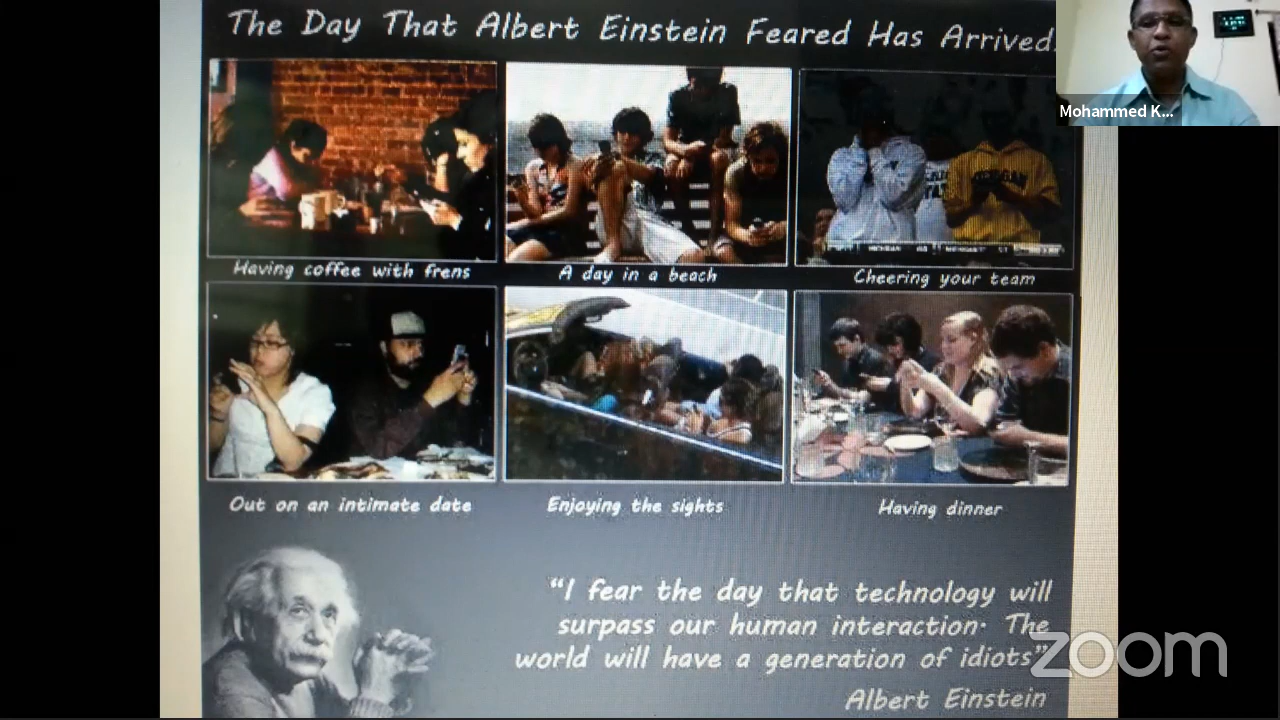 The Day That Albert Einstein Feared Has Arrived.
Mohammed K...
Having coffee with frens
A day in a beach
Cheering your team
Out on an intimate date
Enjoying the sights
Having dinner
“I fear the day that technology will
surpass our human interaction. The
world will have a generation of idiots”
Albert Einstein
zoom